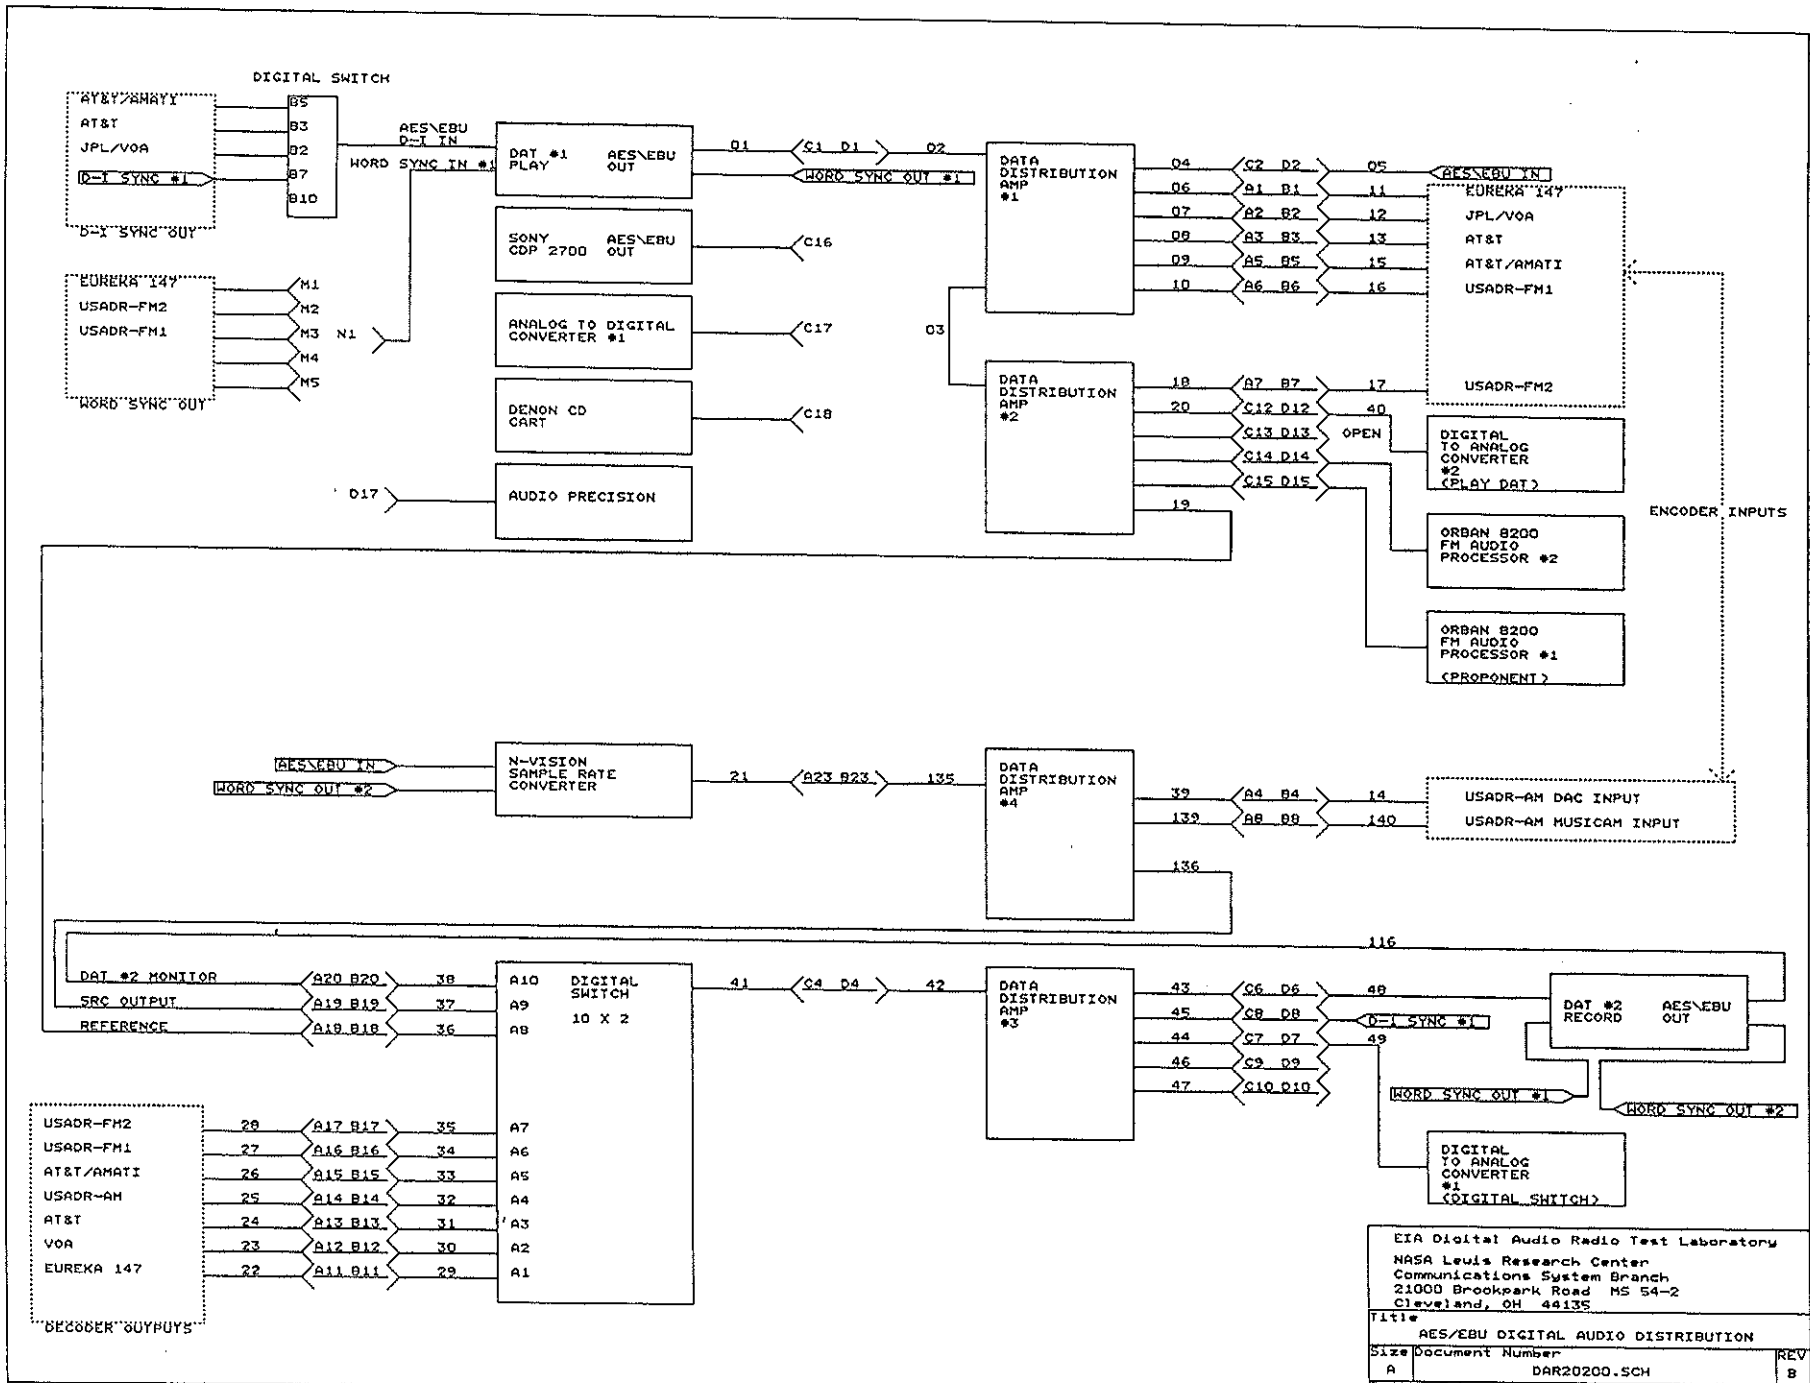 DIGITAL SWITCH
AT&T/AMATI
AT&T
JPL/VOA
D-I SYNC #1
D-I SYNC OUT
B5
B3
B2
B7
B10
AES\EBU
D-I IN
WORD SYNC IN #1
EUREKA 147
USADR-FM2
USADR-FM1
WORD SYNC OUT
M1
M2
M3
M4
M5
N1
DAT #1
PLAY
AES\EBU
OUT
01
C1 D1
02
WORD SYNC OUT #1
SONY
CDP 2700
AES\EBU
OUT
C16
ANALOG TO DIGITAL
CONVERTER #1
C17
DENON CD
CART
C18
D17
AUDIO PRECISION
DATA
DISTRIBUTION
AMP
#1
04 C2 D2 05
AES\EBU IN
06 A1 B1 11
EUREKA 147
07 A2 B2 12
JPL/VOA
08 A3 B3 13
AT&T
09 A5 B5 15
AT&T/AMATI
10 A6 B6 16
USADR-FM1
03
DATA
DISTRIBUTION
AMP
#2
18 A7 B7 17
USADR-FM2
20 C12 D12 40
C13 D13 OPEN
C14 D14
C15 D15
19
DIGITAL
TO ANALOG
CONVERTER
#2
(PLAY DAT)
ORBAN 8200
FM AUDIO
PROCESSOR #2
ORBAN 8200
FM AUDIO
PROCESSOR #1
(PROPONENT)
ENCODER INPUTS
AES\EBU IN
WORD SYNC OUT #2
N-VISION
SAMPLE RATE
CONVERTER
21 A23 B23 135
DATA
DISTRIBUTION
AMP
#4
39 A4 B4 14
USADR-AM DAC INPUT
139 A8 B8 140
USADR-AM MUSICAM INPUT
136
116
DAT #2 MONITOR A20 B20 38 A10
SRC OUTPUT A19 B19 37 A9
REFERENCE A18 B18 36 A8
DIGITAL
SWITCH
10 X 2
41 C4 D4 42
DATA
DISTRIBUTION
AMP
#3
43 C6 D6 48
45 C8 D8
D-I SYNC #1
44 C7 D7 49
46 C9 D9
47 C10 D10
DAT #2
RECORD
AES\EBU
OUT
WORD SYNC OUT #1
WORD SYNC OUT #2
DIGITAL
TO ANALOG
CONVERTER
#1
(DIGITAL SWITCH)
USADR-FM2 28 A17 B17 35 A7
USADR-FM1 27 A16 B16 34 A6
AT&T/AMATI 26 A15 B15 33 A5
USADR-AM 25 A14 B14 32 A4
AT&T 24 A13 B13 31 A3
VOA 23 A12 B12 30 A2
EUREKA 147 22 A11 B11 29 A1
DECODER OUTPUTS
EIA Digital Audio Radio Test Laboratory
NASA Lewis Research Center
Communications System Branch
21000 Brookpark Road MS 54-2
Cleveland, OH 44135
Title
AES/EBU DIGITAL AUDIO DISTRIBUTION
Size Document Number REV
A DAR20200.SCH B